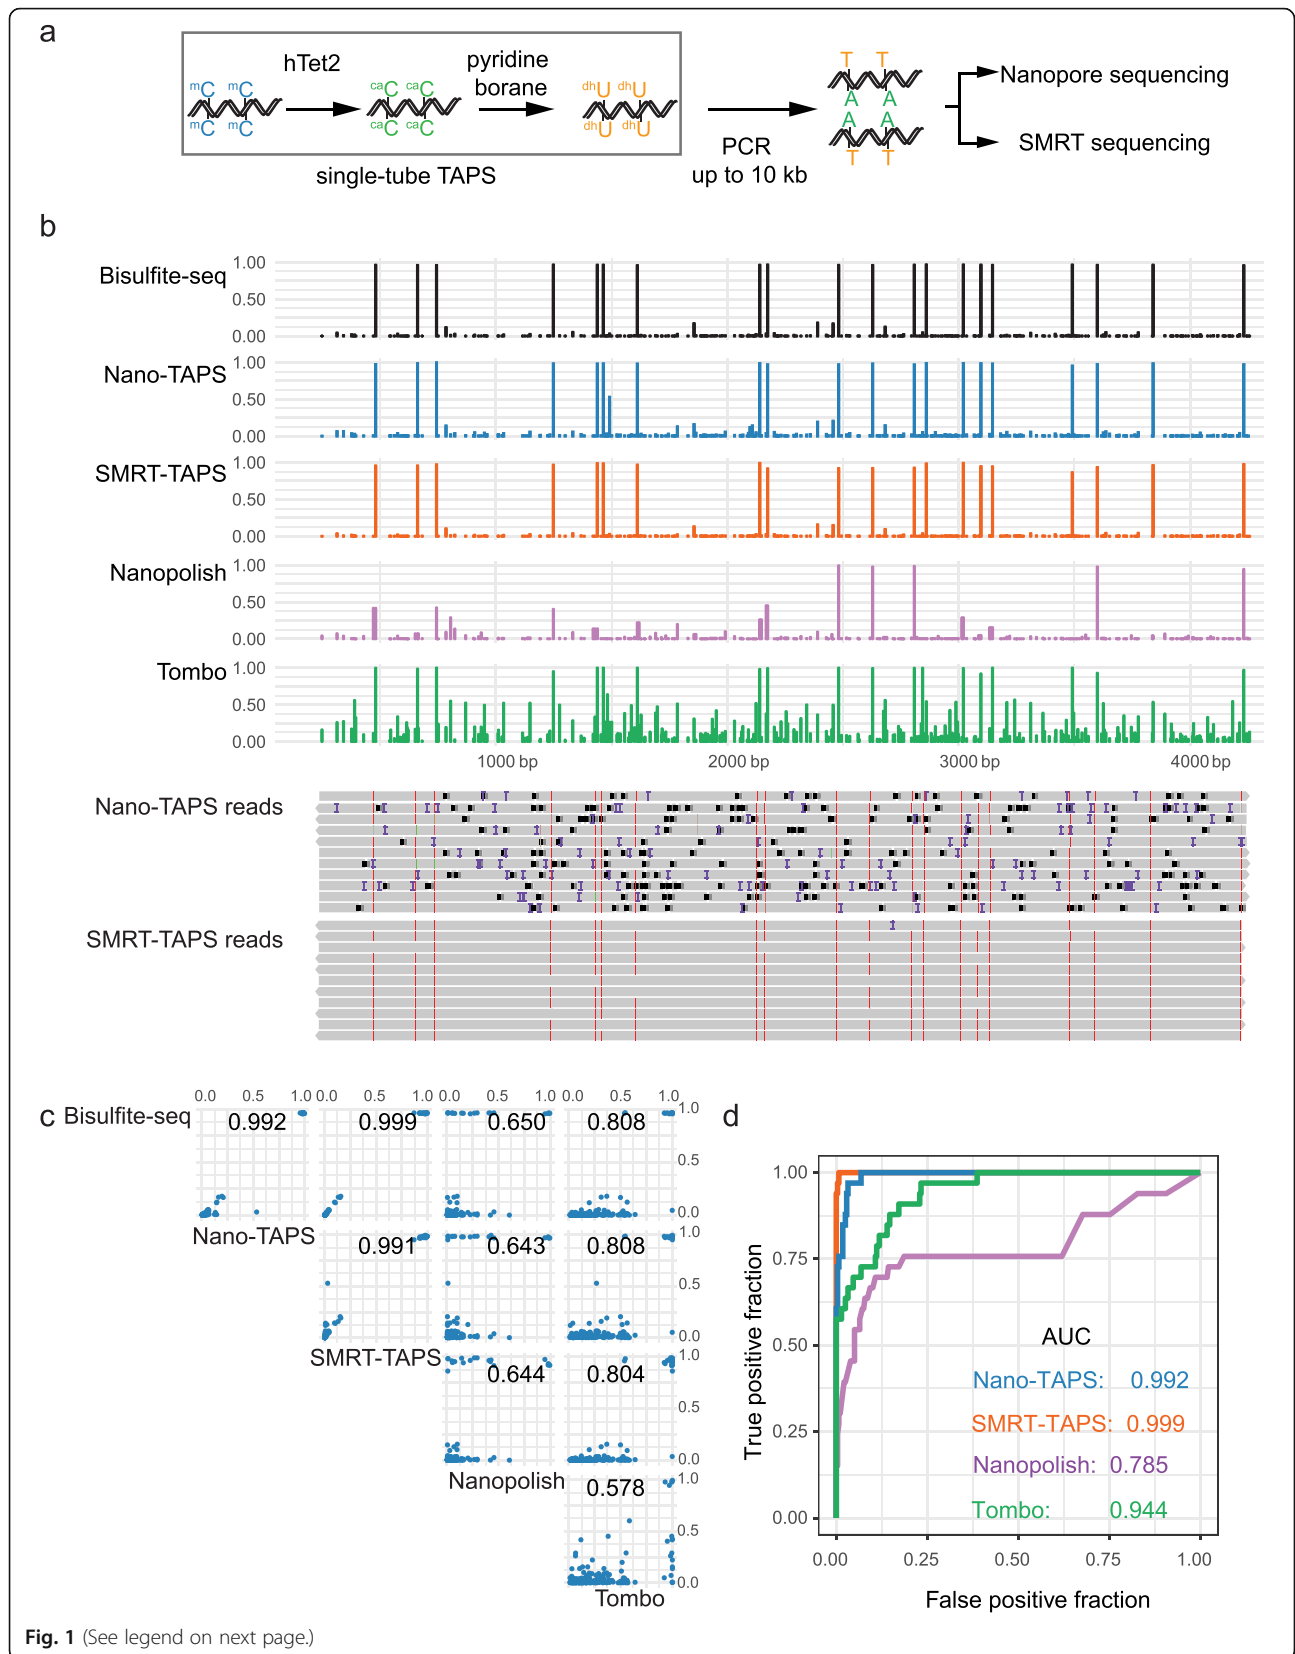 a
hTet2
pyridine
borane
mC mC
mC mC
caC caC
caC caC
dhU dhU
dhU dhU
single-tube TAPS
PCR
up to 10 kb
T T
A A
A A
T T
Nanopore sequencing
SMRT sequencing
b
Bisulfite-seq
1.00
0.50
0.00
Nano-TAPS
1.00
0.50
0.00
SMRT-TAPS
1.00
0.50
0.00
Nanopolish
1.00
0.50
0.00
Tombo
1.00
0.50
0.00
1000 bp 2000 bp 3000 bp 4000 bp
Nano-TAPS reads
SMRT-TAPS reads
c
0.0 0.5 1.0 0.0 0.5 1.0 0.0 0.5 1.0 0.0 0.5 1.0
Bisulfite-seq 0.992 0.999 0.650 0.808
1.0
0.5
0.0
Nano-TAPS 0.991 0.643 0.808
1.0
0.5
0.0
SMRT-TAPS 0.644 0.804
1.0
0.5
0.0
Nanopolish 0.578
1.0
0.5
0.0
Tombo
d
True positive fraction
1.00
0.75
0.50
0.25
0.00
AUC
Nano-TAPS: 0.992
SMRT-TAPS: 0.999
Nanopolish: 0.785
Tombo: 0.944
0.00 0.25 0.50 0.75 1.00
False positive fraction
Fig. 1 (See legend on next page.)